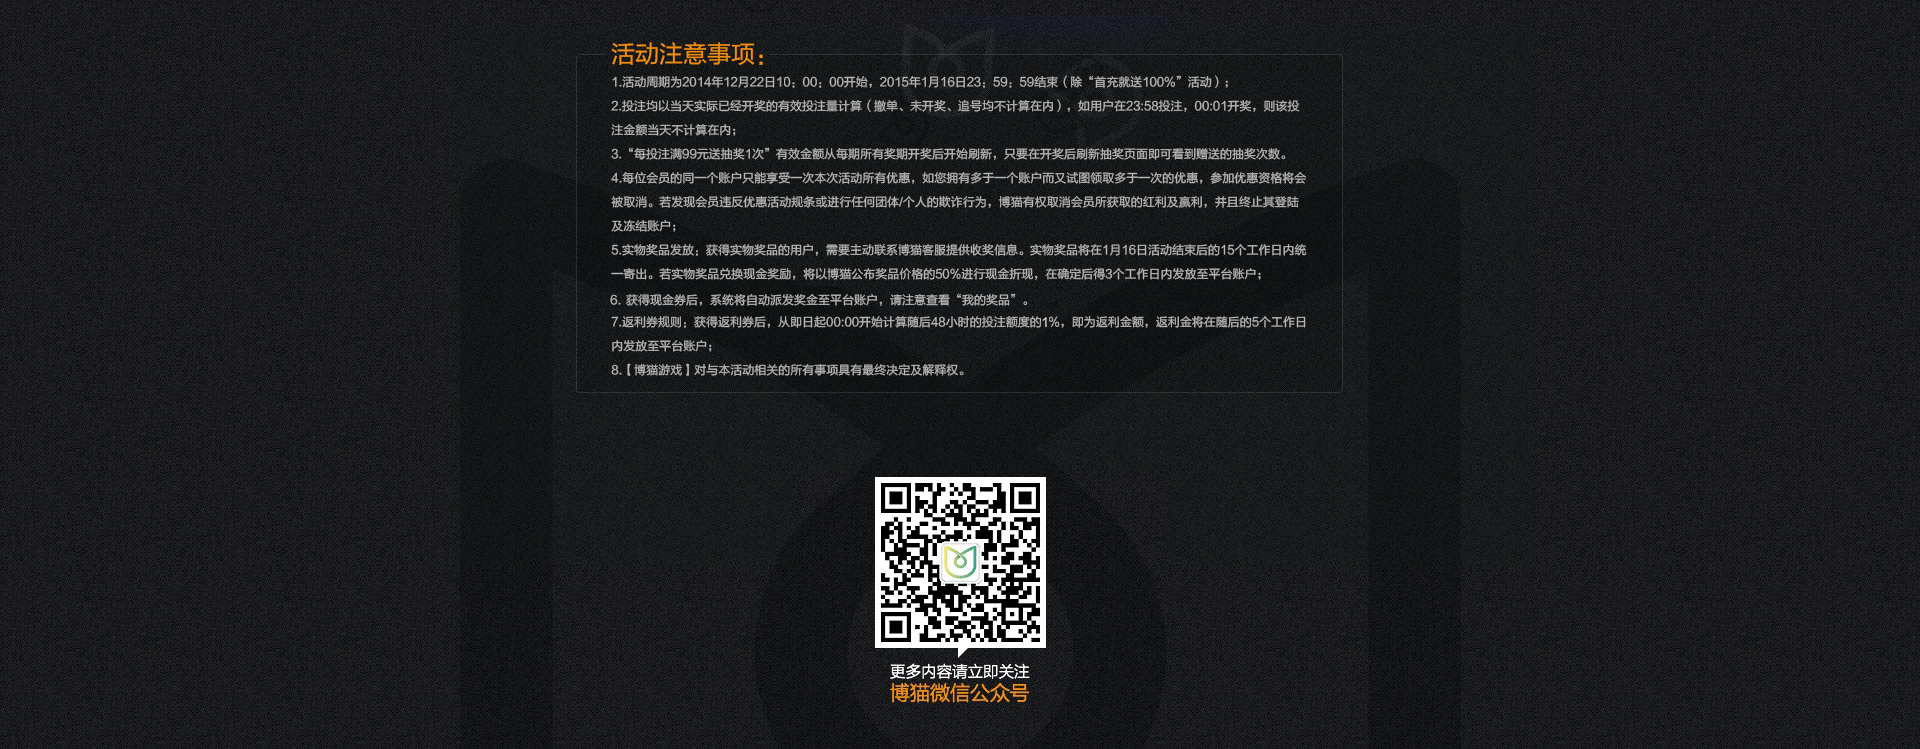 活动注意事项：
1.活动周期为2014年12月22日10：00：00开始，2015年1月16日23：59：59结束（除“首充就送100%”活动）；
2.投注均以当天实际已经开奖的有效投注量计算（撤单、未开奖、追号均不计算在内），如用户在23:58投注，00:01开奖，则该投
注金额当天不计算在内；
3.“每投注满99元送抽奖1次”有效金额从每期所有奖期开奖后开始刷新，只要在开奖后刷新抽奖页面即可看到赠送的抽奖次数。
4.每位会员的同一个账户只能享受一次本次活动所有优惠，如您拥有多于一个账户而又试图领取多于一次的优惠，参加优惠资格将会
被取消。若发现会员违反优惠活动规条或进行任何团体/个人的欺诈行为，博猫有权取消会员所获取的红利及赢利，并且终止其登陆
及冻结账户；
5.实物奖品发放：获得实物奖品的用户，需要主动联系博猫客服提供收奖信息。实物奖品将在1月16日活动结束后的15个工作日内统
一寄出。若实物奖品兑换现金奖励，将以博猫公布奖品价格的50%进行现金折现，在确定后得3个工作日内发放至平台账户；
6. 获得现金券后，系统将自动派发奖金至平台账户，请注意查看“我的奖品”。
7.返利券规则：获得返利券后，从即日起00:00开始计算随后48小时的投注额度的1%，即为返利金额，返利金将在随后的5个工作日
内发放至平台账户；
8.【博猫游戏】对与本活动相关的所有事项具有最终决定及解释权。
更多内容请立即关注
博猫微信公众号